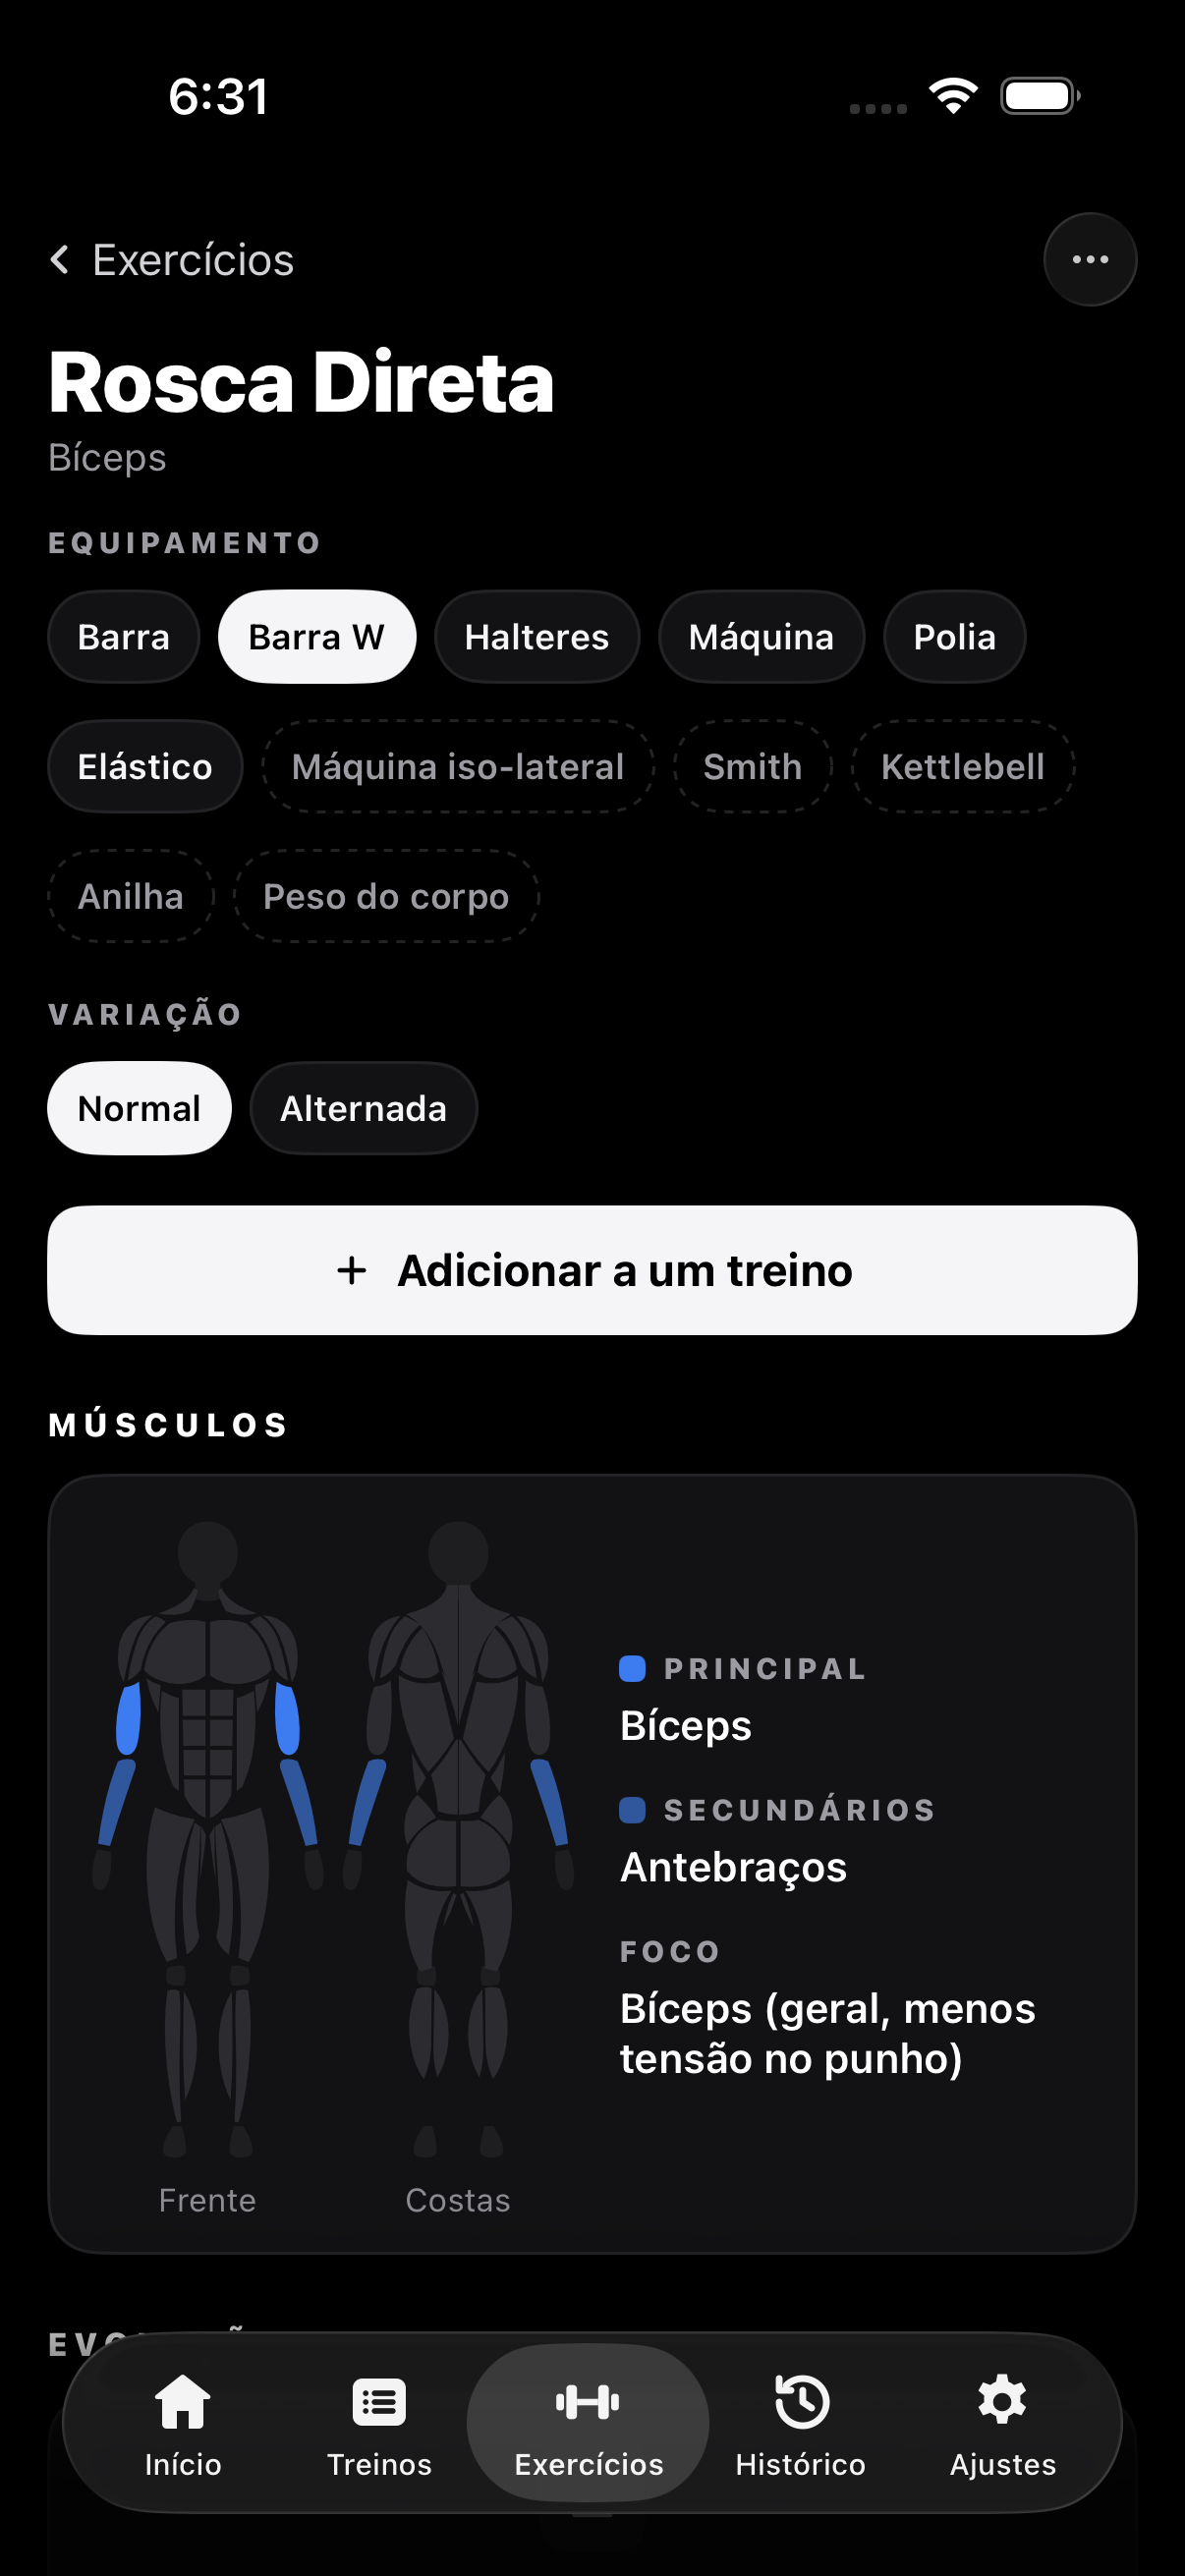 6:31
Exercícios
Rosca Direta
Bíceps
EQUIPAMENTO
Barra
Barra W
Halteres
Máquina
Polia
Elástico
Máquina iso-lateral
Smith
Kettlebell
Anilha
Peso do corpo
VARIAÇÃO
Normal
Alternada
+ Adicionar a um treino
MÚSCULOS
PRINCIPAL
Bíceps
SECUNDÁRIOS
Antebraços
FOCO
Bíceps (geral, menos
tensão no punho)
Frente
Costas
Início
Treinos
Exercícios
Histórico
Ajustes